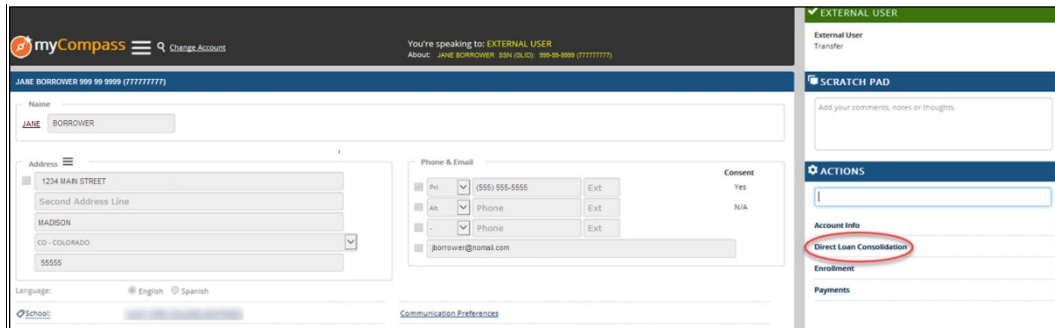 myCompass
Change Account
You're speaking to: EXTERNAL USER
About: JANE BORROWER SSN (GLID): 999-99-9999 (777777777)
JANE BORROWER 999 99 9999 (777777777)
Name
JANE BORROWER
Address
1234 MAIN STREET
Second Address Line
MADISON
CO - COLORADO
55555
Phone & Email
Consent
Pri (555) 555-5555 Ext Yes
Alt Phone Ext N/A
- Phone Ext
jborrower@nomail.com
Language: English Spanish
School:
Communication Preferences
EXTERNAL USER
External User
Transfer
SCRATCH PAD
Add your comments, notes or thoughts.
ACTIONS
Account Info
Direct Loan Consolidation
Enrollment
Payments